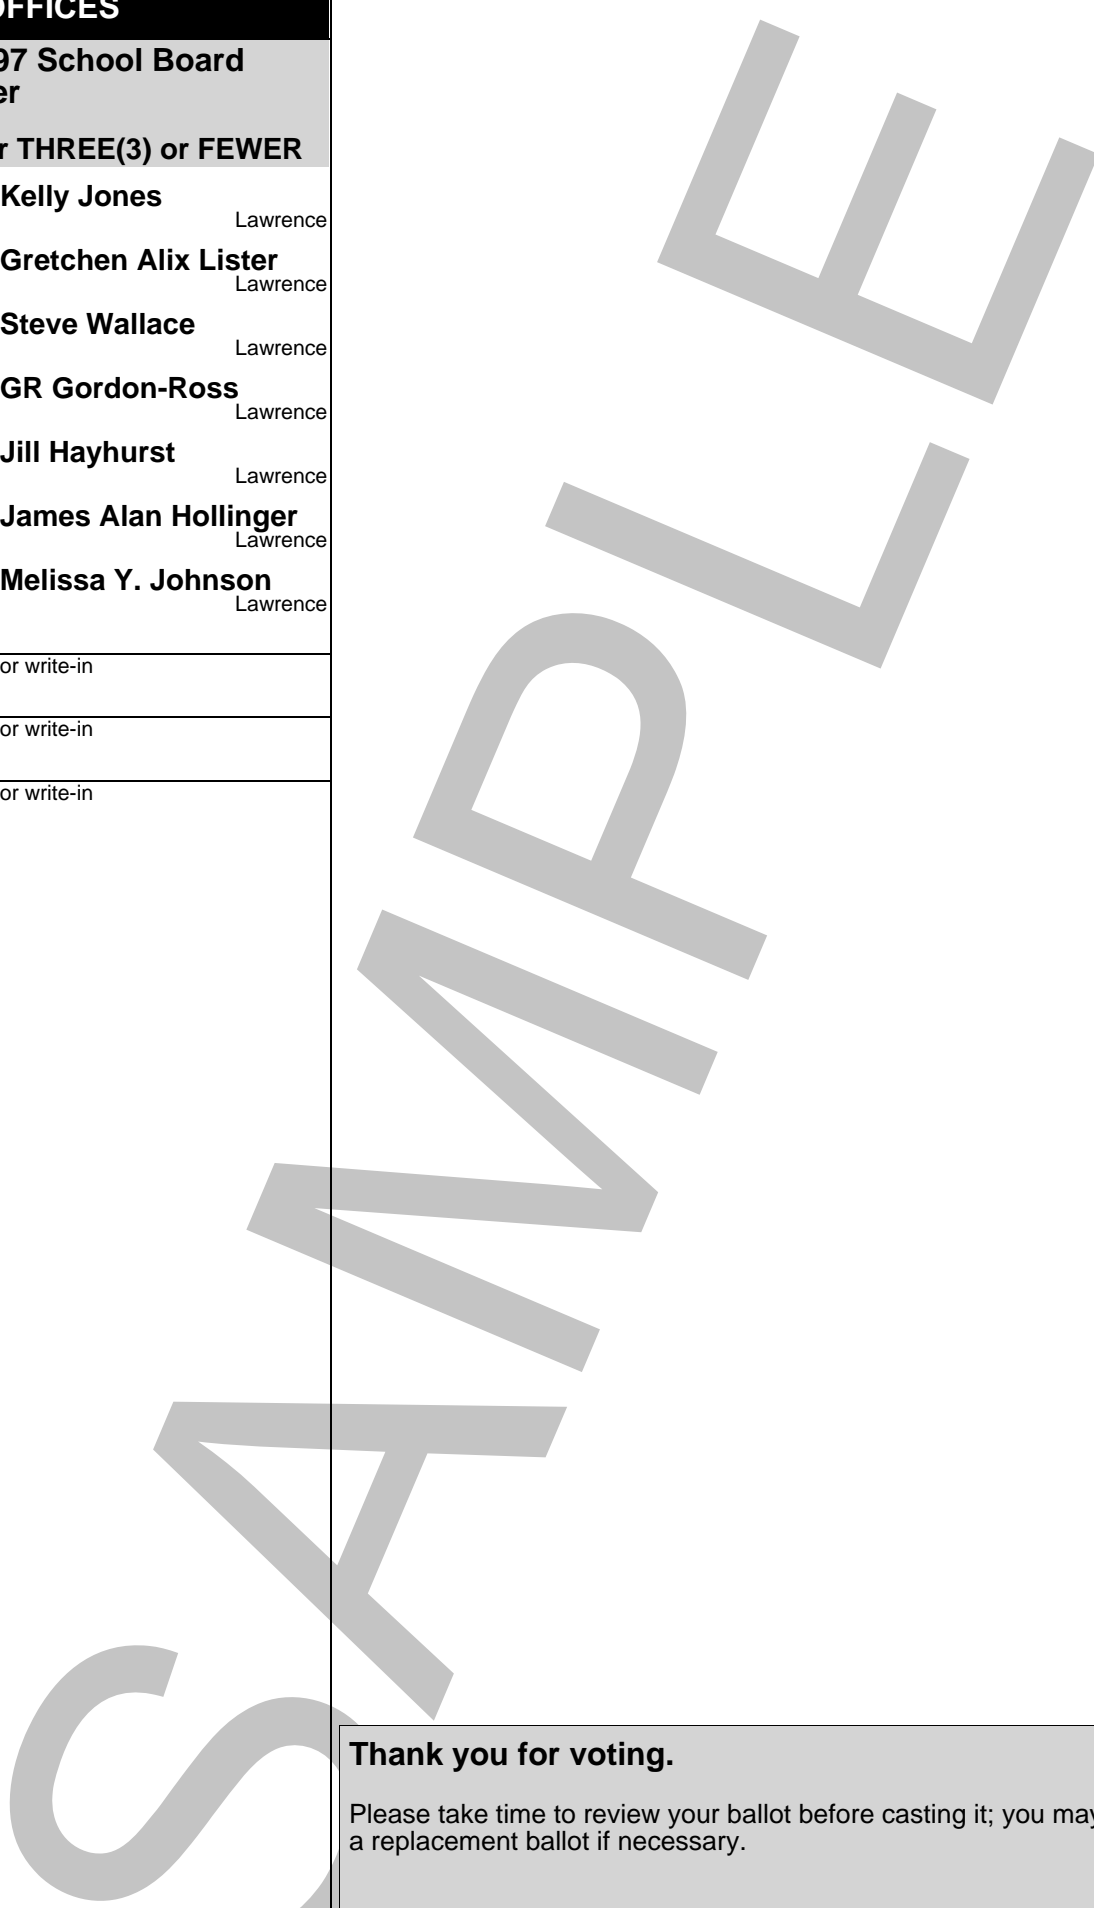 OFFICES
97 School Board
er
r THREE(3) or FEWER
Kelly Jones
Lawrence
Gretchen Alix Lister
Lawrence
Steve Wallace
Lawrence
GR Gordon-Ross
Lawrence
Jill Hayhurst
Lawrence
James Alan Hollinger
Lawrence
Melissa Y. Johnson
Lawrence
or write-in
or write-in
or write-in
SAMPLE
Thank you for voting.
Please take time to review your ballot before casting it; you may
a replacement ballot if necessary.